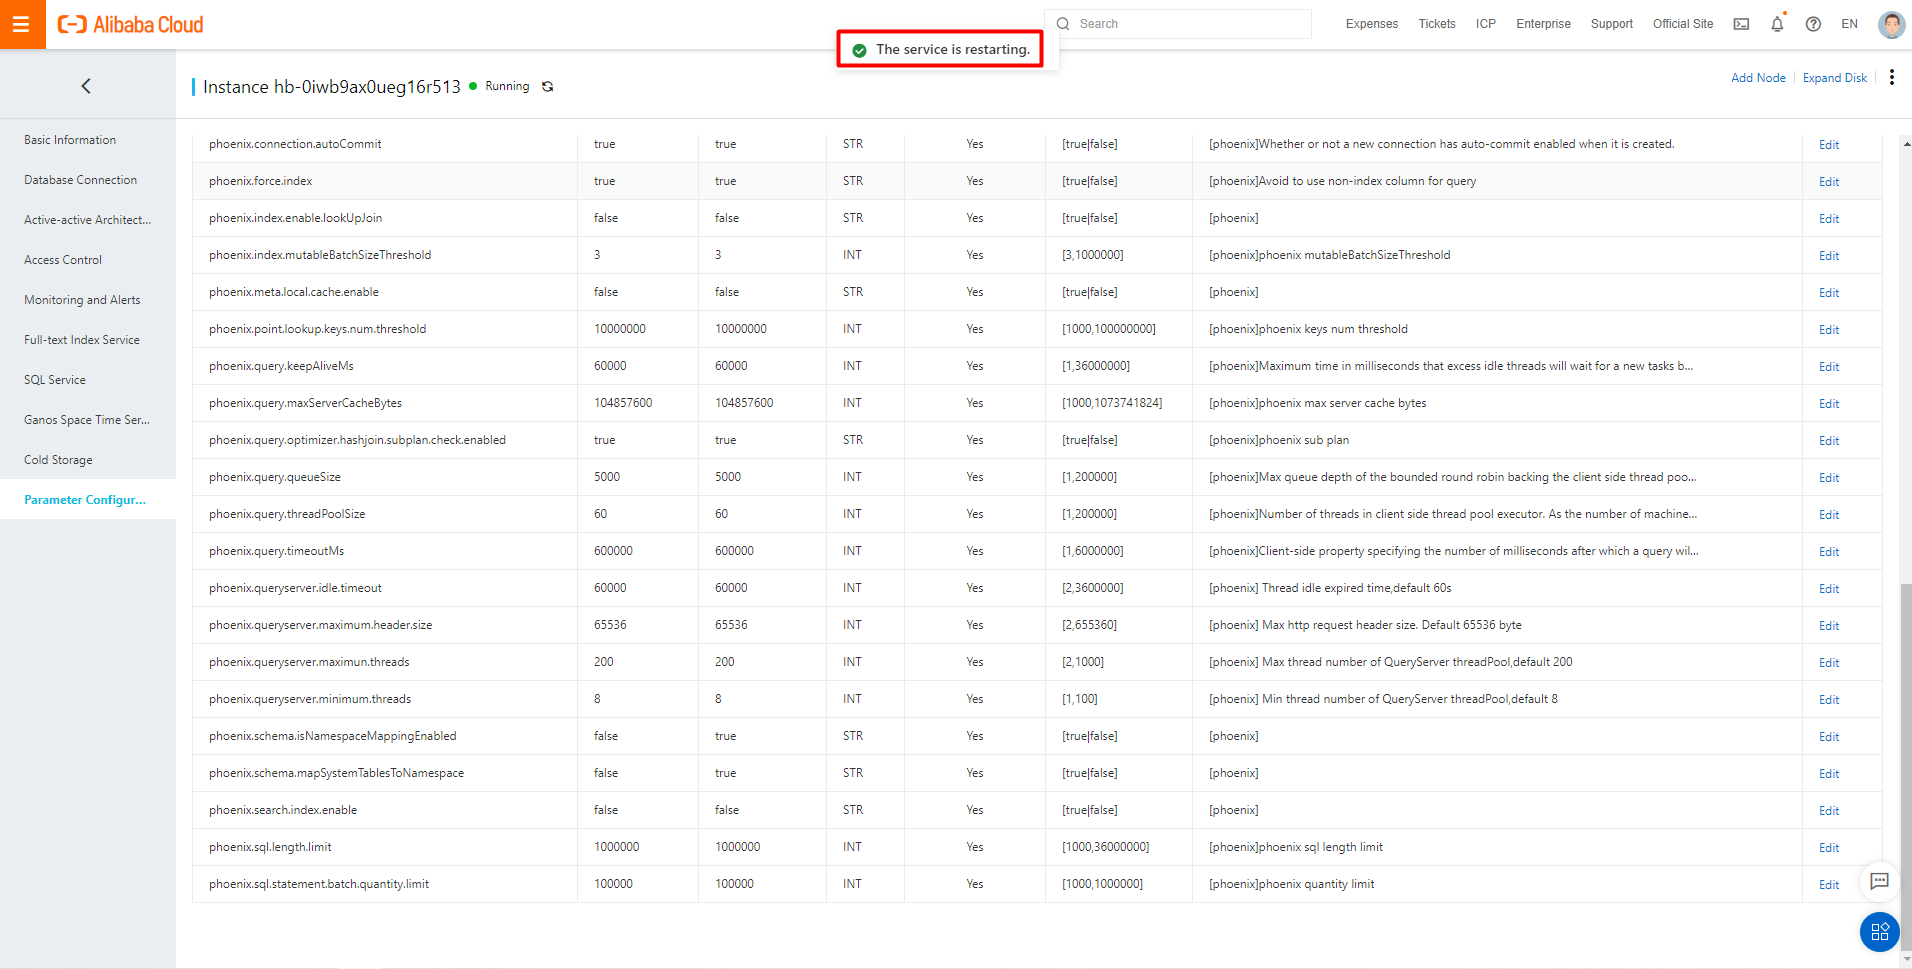 Alibaba Cloud
Search
Expenses
Tickets
ICP
Enterprise
Support
Official Site
EN
The service is restarting.
Instance hb-0iwb9ax0ueg16r513
Running
Add Node
Expand Disk
Basic Information
Database Connection
Active-active Architect...
Access Control
Monitoring and Alerts
Full-text Index Service
SQL Service
Ganos Space Time Ser...
Cold Storage
Parameter Configur...
phoenix.connection.autoCommit true true STR Yes [true|false] [phoenix]Whether or not a new connection has auto-commit enabled when it is created. Edit
phoenix.force.index true true STR Yes [true|false] [phoenix]Avoid to use non-index column for query Edit
phoenix.index.enable.lookUpJoin false false STR Yes [true|false] [phoenix] Edit
phoenix.index.mutableBatchSizeThreshold 3 3 INT Yes [3,1000000] [phoenix]phoenix mutableBatchSizeThreshold Edit
phoenix.meta.local.cache.enable false false STR Yes [true|false] [phoenix] Edit
phoenix.point.lookup.keys.num.threshold 10000000 10000000 INT Yes [1000,100000000] [phoenix]phoenix keys num threshold Edit
phoenix.query.keepAliveMs 60000 60000 INT Yes [1,36000000] [phoenix]Maximum time in milliseconds that excess idle threads will wait for a new tasks b... Edit
phoenix.query.maxServerCacheBytes 104857600 104857600 INT Yes [1000,1073741824] [phoenix]phoenix max server cache bytes Edit
phoenix.query.optimizer.hashjoin.subplan.check.enabled true true STR Yes [true|false] [phoenix]phoenix sub plan Edit
phoenix.query.queueSize 5000 5000 INT Yes [1,200000] [phoenix]Max queue depth of the bounded round robin backing the client side thread poo... Edit
phoenix.query.threadPoolSize 60 60 INT Yes [1,200000] [phoenix]Number of threads in client side thread pool executor. As the number of machine... Edit
phoenix.query.timeoutMs 600000 600000 INT Yes [1,6000000] [phoenix]Client-side property specifying the number of milliseconds after which a query wil... Edit
phoenix.queryserver.idle.timeout 60000 60000 INT Yes [2,3600000] [phoenix] Thread idle expired time,default 60s Edit
phoenix.queryserver.maximum.header.size 65536 65536 INT Yes [2,655360] [phoenix] Max http request header size. Default 65536 byte Edit
phoenix.queryserver.maximun.threads 200 200 INT Yes [2,1000] [phoenix] Max thread number of QueryServer threadPool,default 200 Edit
phoenix.queryserver.minimum.threads 8 8 INT Yes [1,100] [phoenix] Min thread number of QueryServer threadPool,default 8 Edit
phoenix.schema.isNamespaceMappingEnabled false true STR Yes [true|false] [phoenix] Edit
phoenix.schema.mapSystemTablesToNamespace false true STR Yes [true|false] [phoenix] Edit
phoenix.search.index.enable false false STR Yes [true|false] [phoenix] Edit
phoenix.sql.length.limit 1000000 1000000 INT Yes [1000,36000000] [phoenix]phoenix sql length limit Edit
phoenix.sql.statement.batch.quantity.limit 100000 100000 INT Yes [1000,1000000] [phoenix]phoenix quantity limit Edit